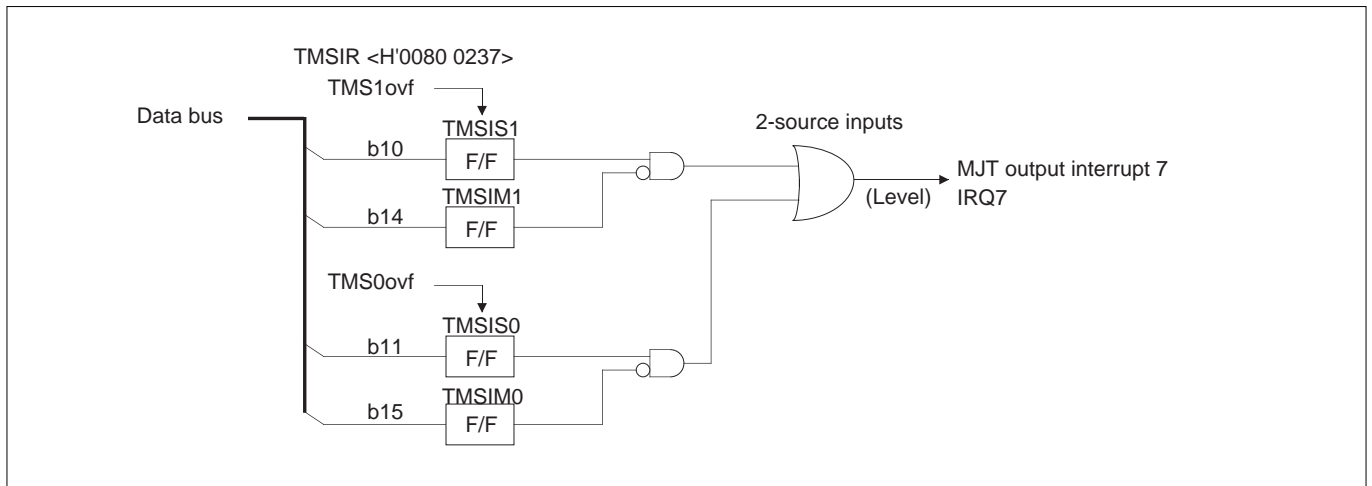 TMSIR <H'0080 0237>
TMS1ovf
Data bus
TMSIS1
2-source inputs
b10
F/F
MJT output interrupt 7
(Level)
IRQ7
TMSIM1
b14
F/F
TMS0ovf
TMSIS0
b11
F/F
TMSIM0
b15
F/F